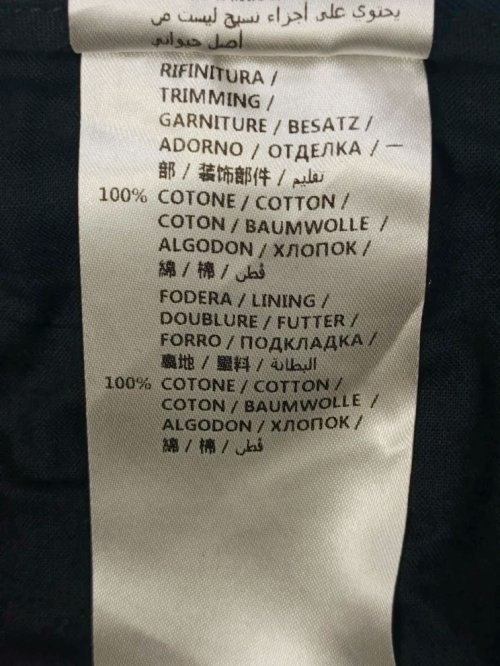 يحتوي على أجزاء نسيج ليست من
أصل حيواني
RIFINITURA /
TRIMMING /
GARNITURE / BESATZ /
ADORNO / ОТДЕЛКА / 一
部 / 装饰部件 / تقليم
100% COTONE / COTTON /
COTON / BAUMWOLLE /
ALGODON / ХЛОПОК /
綿 / 棉 / قطن
FODERA / LINING /
DOUBLURE / FUTTER /
FORRO / ПОДКЛАДКА /
裏地 / 里料 / البطانة
100% COTONE / COTTON /
COTON / BAUMWOLLE /
ALGODON / ХЛОПОК /
綿 / 棉 / قطن